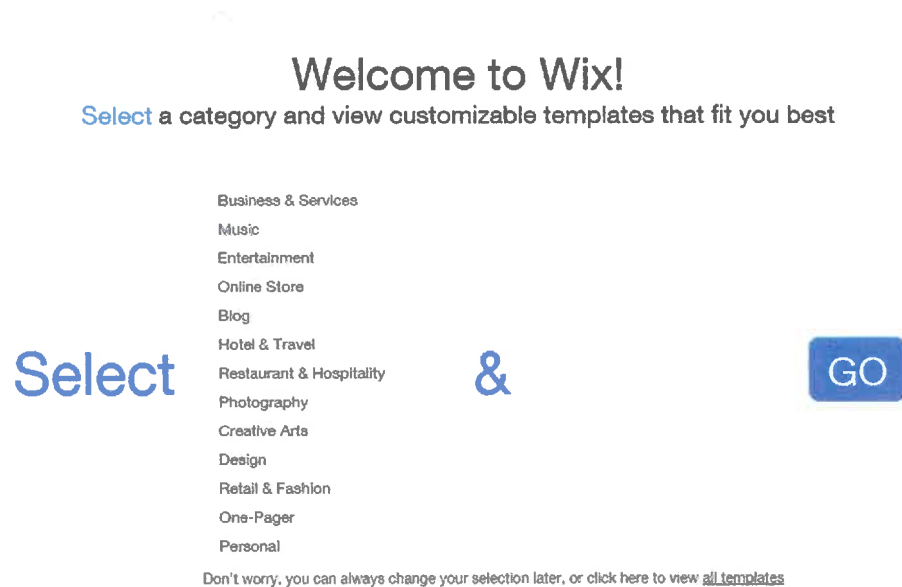 Welcome to Wix!
Select a category and view customizable templates that fit you best
Business & Services
Music
Entertainment
Online Store
Blog
Hotel & Travel
Select
Restaurant & Hospitality
&
GO
Photography
Creative Arts
Design
Retail & Fashion
One-Pager
Personal
Don't worry, you can always change your selection later, or click here to view all templates